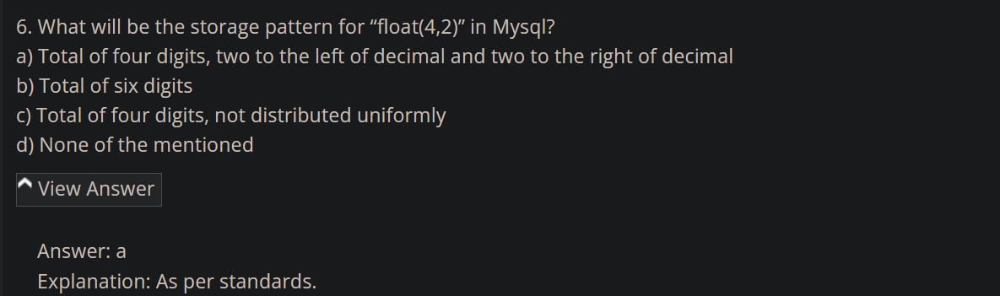 6. What will be the storage pattern for “float(4,2)” in Mysql?
a) Total of four digits, two to the left of decimal and two to the right of decimal
b) Total of six digits
c) Total of four digits, not distributed uniformly
d) None of the mentioned
View Answer
Answer: a
Explanation: As per standards.